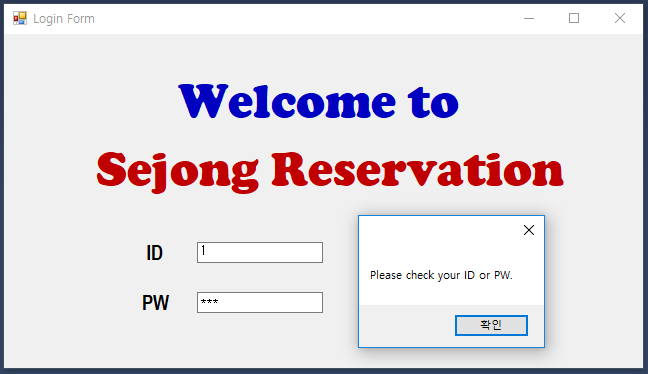 Login Form
Welcome to
Sejong Reservation
ID
1
PW
***
Please check your ID or PW.
확인